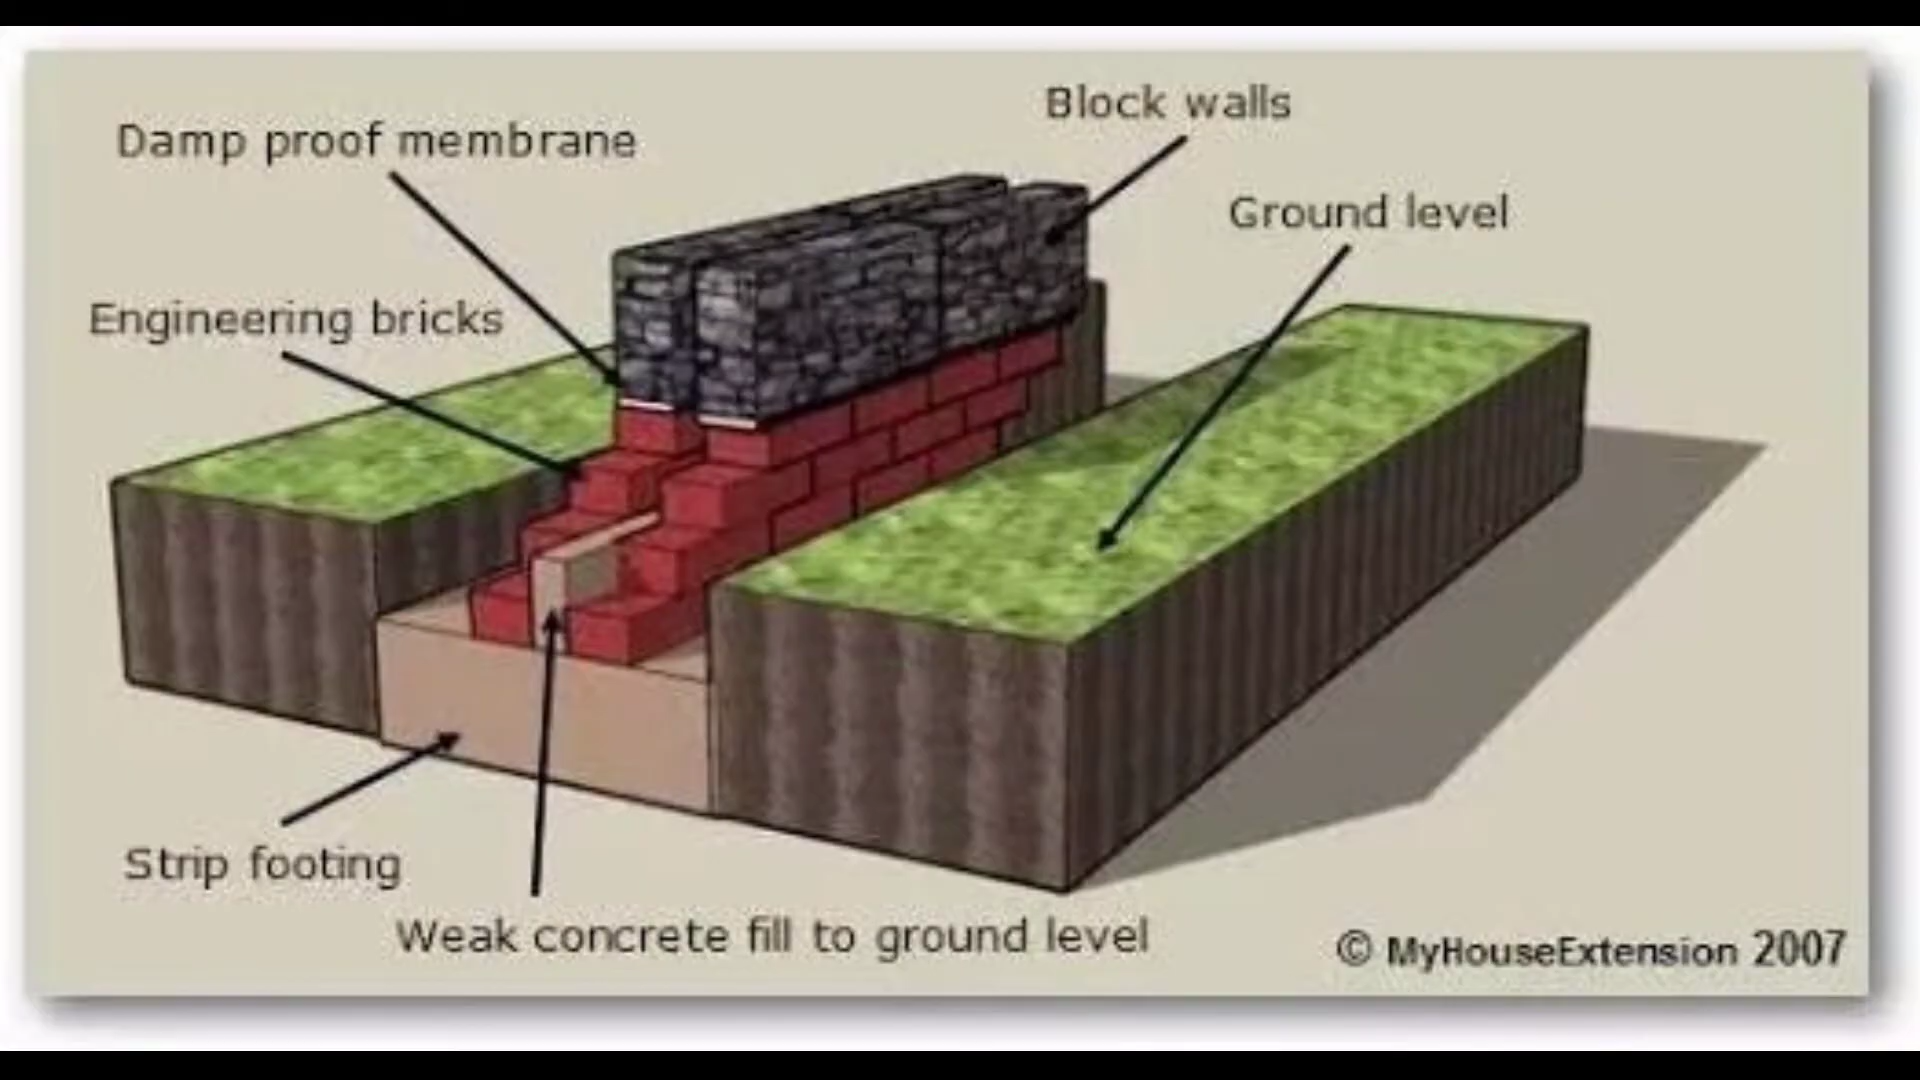 Block walls
Damp proof membrane
Ground level
Engineering bricks
Strip footing
Weak concrete fill to ground level
© MyHouseExtension 2007